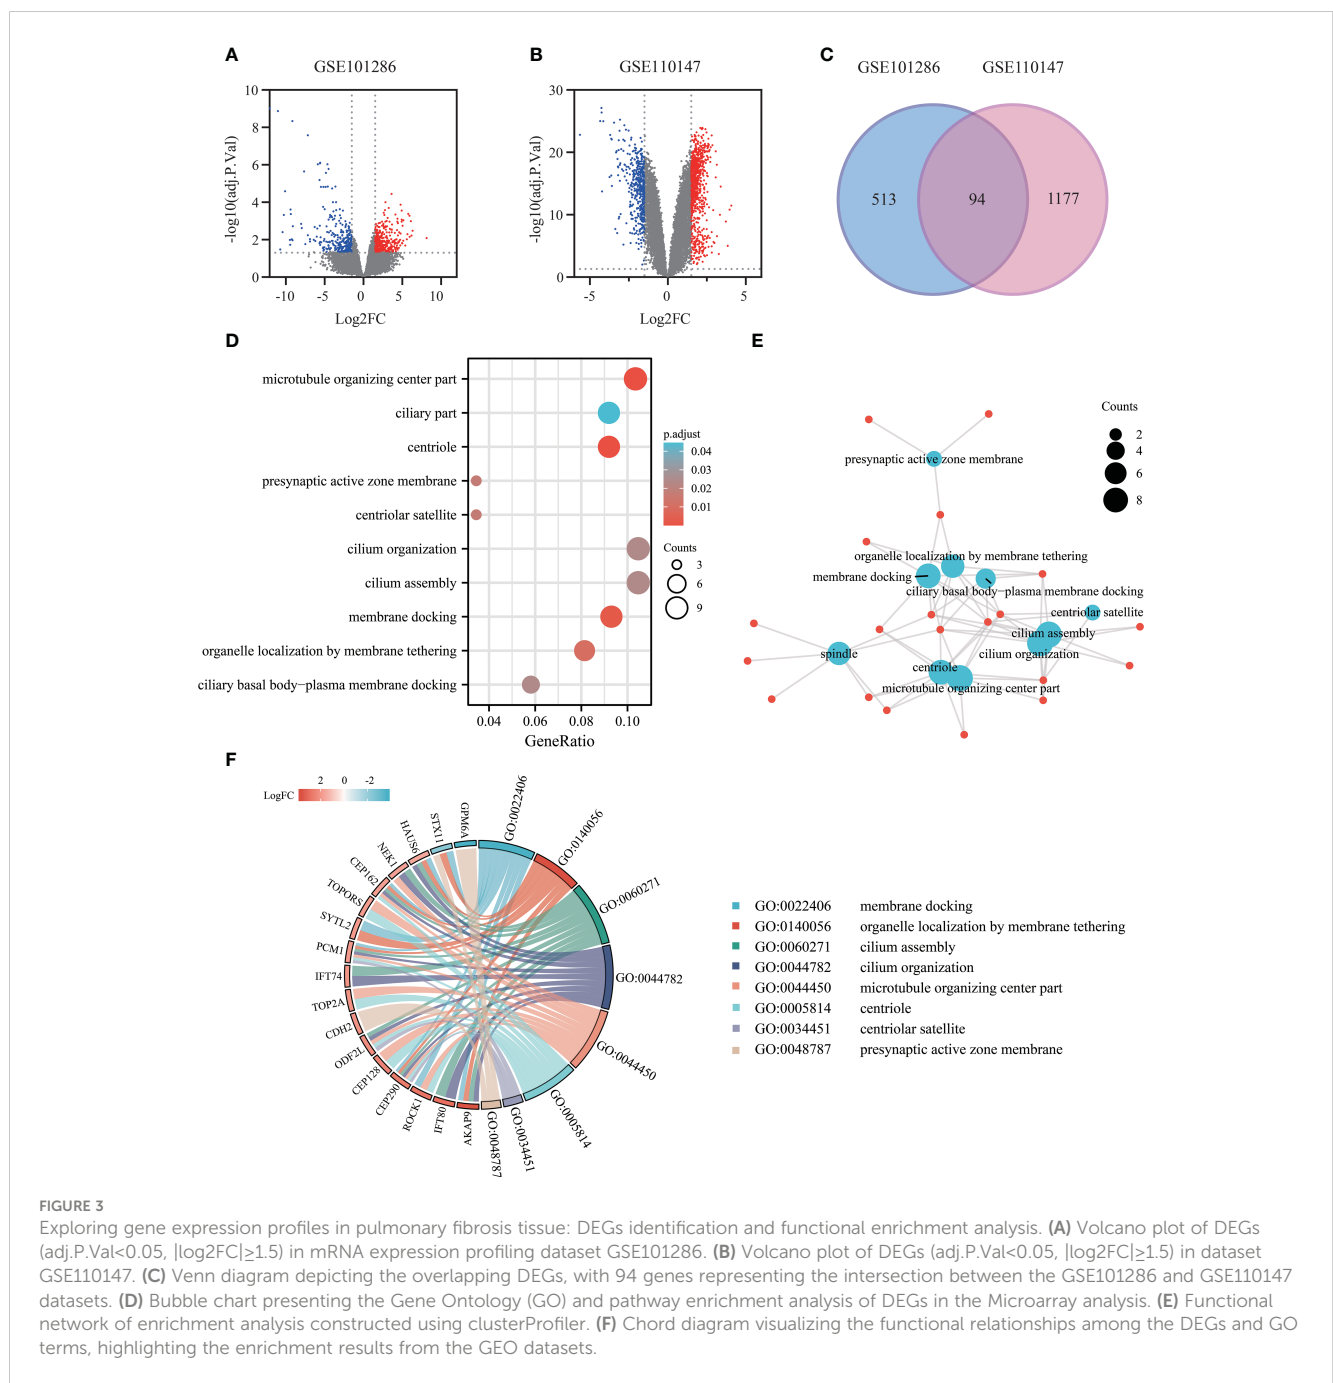 A
GSE101286
-log10(adj.P.Val)
10
8
6
4
2
0
-10
-5
0
5
10
Log2FC
B
GSE110147
-log10(adj.P.Val)
30
20
10
0
-5
0
5
Log2FC
C
GSE101286
GSE110147
513
94
1177
D
microtubule organizing center part
ciliary part
centriole
presynaptic active zone membrane
centriolar satellite
cilium organization
cilium assembly
membrane docking
organelle localization by membrane tethering
ciliary basal body−plasma membrane docking
0.04
0.06
0.08
0.10
GeneRatio
p.adjust
0.04
0.03
0.02
0.01
Counts
3
6
9
E
Counts
2
4
6
8
presynaptic active zone membrane
organelle localization by membrane tethering
membrane docking
ciliary basal body−plasma membrane docking
centriolar satellite
cilium assembly
cilium organization
spindle
centriole
microtubule organizing center part
F
LogFC
2
0
-2
GPM6A
STX11
HAUS6
NEK1
CEP162
TOPORS
SYTL2
PCM1
IFT74
TOP2A
CDH2
ODF2L
CEP128
CEP290
ROCK1
IFT80
AKAP9
GO:0022406
GO:0140056
GO:0060271
GO:0044782
GO:0044450
GO:0005814
GO:0034451
GO:0048787
GO:0022406 membrane docking
GO:0140056 organelle localization by membrane tethering
GO:0060271 cilium assembly
GO:0044782 cilium organization
GO:0044450 microtubule organizing center part
GO:0005814 centriole
GO:0034451 centriolar satellite
GO:0048787 presynaptic active zone membrane
FIGURE 3
Exploring gene expression profiles in pulmonary fibrosis tissue: DEGs identification and functional enrichment analysis. (A) Volcano plot of DEGs
(adj.P.Val<0.05, |log2FC|≥1.5) in mRNA expression profiling dataset GSE101286. (B) Volcano plot of DEGs (adj.P.Val<0.05, |log2FC|≥1.5) in dataset
GSE110147. (C) Venn diagram depicting the overlapping DEGs, with 94 genes representing the intersection between the GSE101286 and GSE110147
datasets. (D) Bubble chart presenting the Gene Ontology (GO) and pathway enrichment analysis of DEGs in the Microarray analysis. (E) Functional
network of enrichment analysis constructed using clusterProfiler. (F) Chord diagram visualizing the functional relationships among the DEGs and GO
terms, highlighting the enrichment results from the GEO datasets.